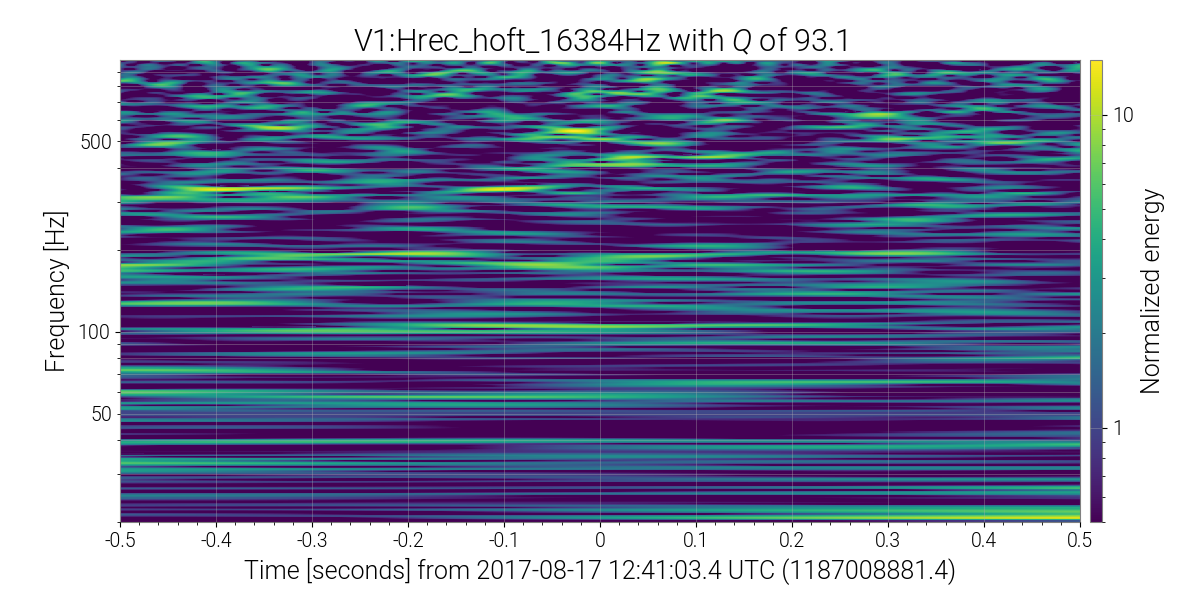 V1:Hrec_hoft_16384Hz with Q of 93.1
Frequency [Hz]
500
100
50
-0.5 -0.4 -0.3 -0.2 -0.1 0 0.1 0.2 0.3 0.4 0.5
Time [seconds] from 2017-08-17 12:41:03.4 UTC (1187008881.4)
10
1
Normalized energy